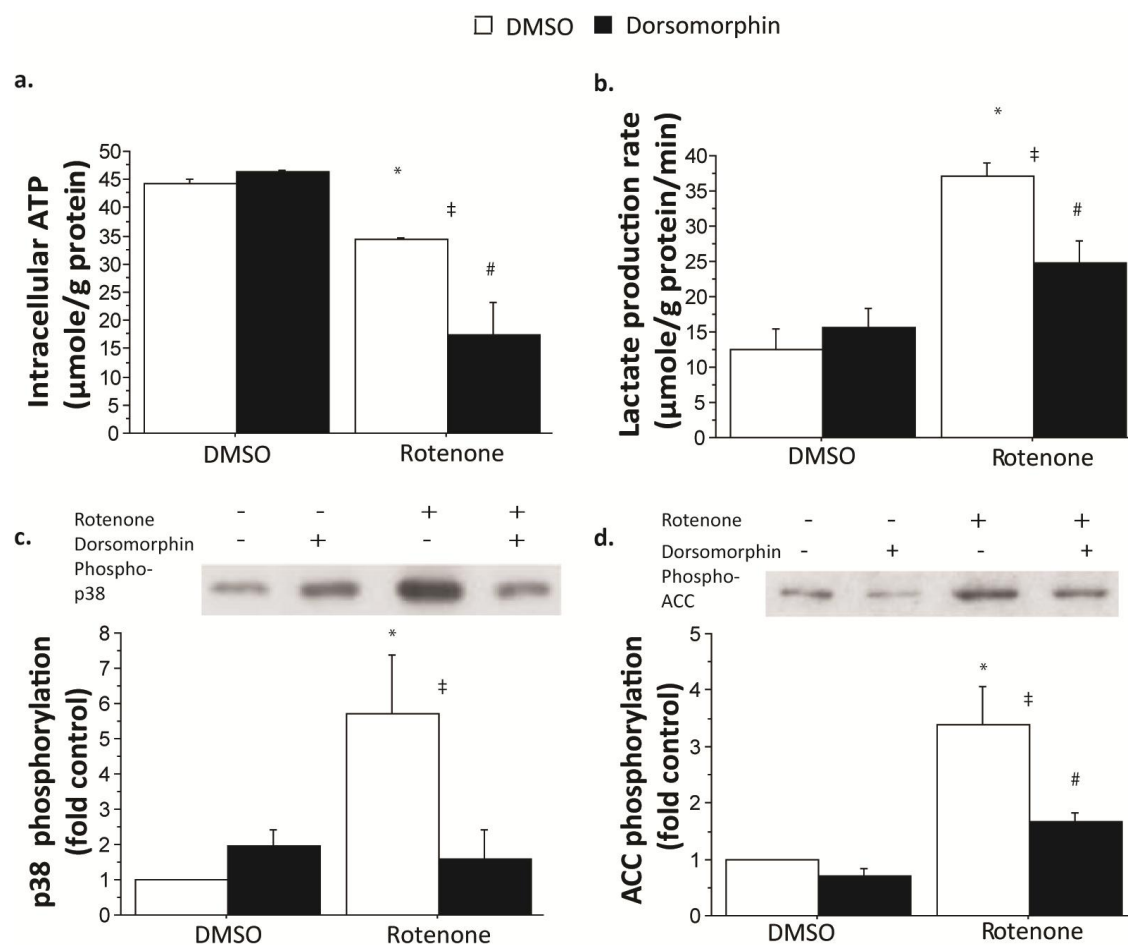 DMSO Dorsomorphin
a.
Intracellular ATP
(µmole/g protein)
50
45
40
35
30
25
20
15
10
5
0
*
‡
#
DMSO Rotenone
b.
Lactate production rate
(µmole/g protein/min)
40
35
30
25
20
15
10
5
0
*
‡
#
DMSO Rotenone
c.
Rotenone - - + +
Dorsomorphin - + - +
Phospho-
p38
p38 phosphorylation
(fold control)
8
7
6
5
4
3
2
1
0
*
‡
DMSO Rotenone
d.
Rotenone - - + +
Dorsomorphin - + - +
Phospho-
ACC
ACC phosphorylation
(fold control)
5
4
3
2
1
0
*
‡
#
DMSO Rotenone